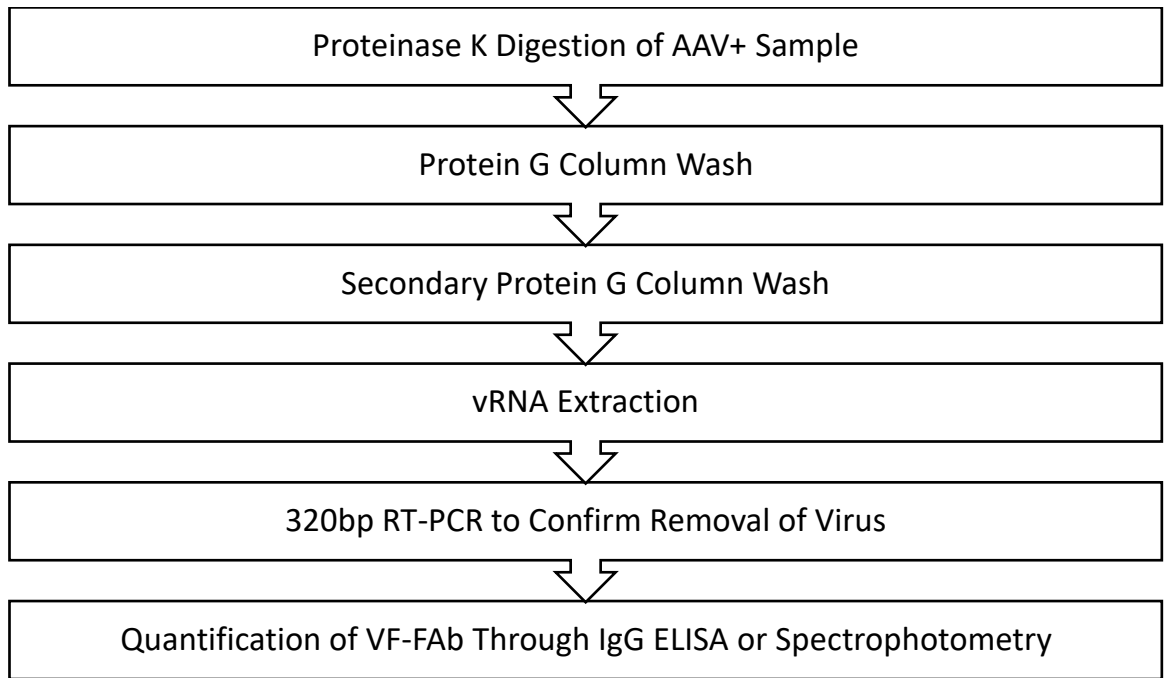 Proteinase K Digestion of AAV+ Sample
Protein G Column Wash
Secondary Protein G Column Wash
vRNA Extraction
320bp RT-PCR to Confirm Removal of Virus
Quantification of VF-FAb Through IgG ELISA or Spectrophotometry